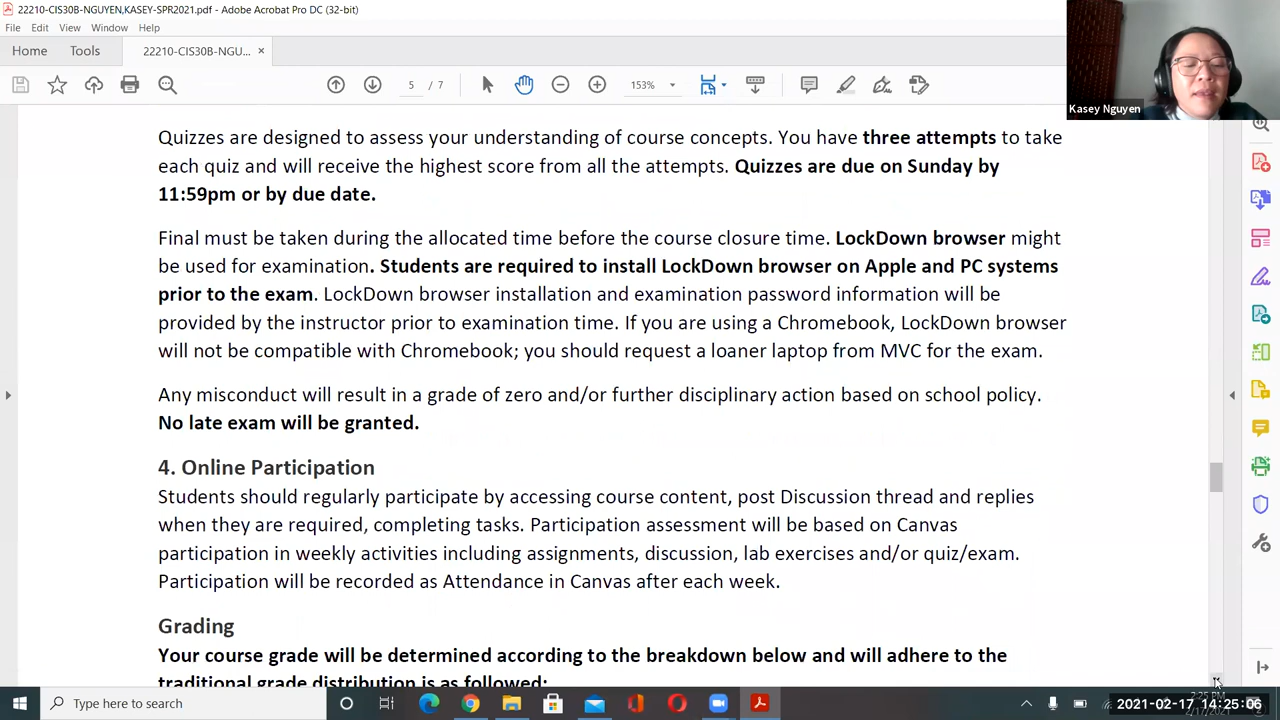 22210-CIS30B-NGUYEN,KASEY-SPR2021.pdf - Adobe Acrobat Pro DC (32-bit)
File Edit View Window Help
Home Tools 22210-CIS30B-NGU... ×
5 / 7 153%
Kasey Nguyen
Quizzes are designed to assess your understanding of course concepts. You have three attempts to take
each quiz and will receive the highest score from all the attempts. Quizzes are due on Sunday by
11:59pm or by due date.
Final must be taken during the allocated time before the course closure time. LockDown browser might
be used for examination. Students are required to install LockDown browser on Apple and PC systems
prior to the exam. LockDown browser installation and examination password information will be
provided by the instructor prior to examination time. If you are using a Chromebook, LockDown browser
will not be compatible with Chromebook; you should request a loaner laptop from MVC for the exam.
Any misconduct will result in a grade of zero and/or further disciplinary action based on school policy.
No late exam will be granted.
4. Online Participation
Students should regularly participate by accessing course content, post Discussion thread and replies
when they are required, completing tasks. Participation assessment will be based on Canvas
participation in weekly activities including assignments, discussion, lab exercises and/or quiz/exam.
Participation will be recorded as Attendance in Canvas after each week.
Grading
Your course grade will be determined according to the breakdown below and will adhere to the
traditional grade distribution is as followed:
Type here to search
2:25 PM
2021-02-17 14:25:06